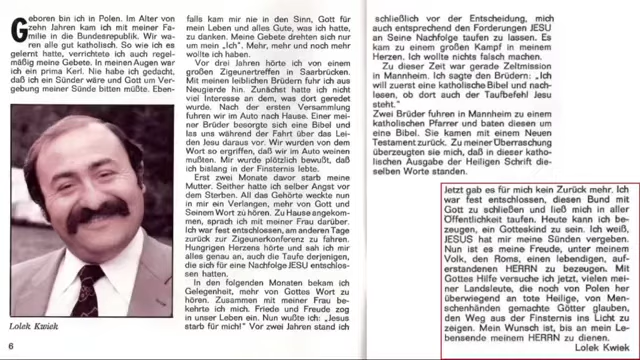 Geboren bin ich in Polen. Im Alter von
zehn Jahren kam ich mit meiner Fa-
milie in die Bundesrepublik. Wir wa-
ren alle gut katholisch. So wie ich es
gelernt hatte, verrichtete ich auch regel-
mäßig meine Gebete. In meinen Augen war
ich ein prima Kerl. Nie habe ich gedacht,
daß ich ein Sünder wäre und Gott um Ver-
gebung meiner Sünde bitten müßte. Eben-
Lolek Kwiek
6
falls kam mir nie in den Sinn, Gott für
mein Leben und alles Gute, was ich hatte,
zu danken. Meine Gebete drehten sich nur
um mein „Ich". Mehr, mehr und noch mehr
wollte ich haben.
Vor drei Jahren hörte ich von einem
großen Zigeunertreffen in Saarbrücken.
Mit meinen leiblichen Brüdern fuhr ich aus
Neugierde hin. Zunächst hatte ich nicht
viel Interesse an dem, was dort geredet
wurde. Nach der ersten Versammlung
fuhren wir im Auto nach Hause. Einer mei-
ner Brüder besorgte sich eine Bibel und
las uns während der Fahrt über das Lei-
den Jesu daraus vor. Wir wurden von dem
Wort so ergriffen, daß wir im Auto weinen
mußten. Mir wurde plötzlich bewußt, daß
ich bislang in der Finsternis lebte.
Erst zwei Monate davor starb meine
Mutter. Seither hatte ich selber Angst vor
dem Sterben. All das Gehörte weckte nun
in mir ein Verlangen, mehr von Gott und
Seinem Wort zu hören. Zu Hause angekom-
men, sprach ich mit meiner Frau darüber.
Ich war fest entschlossen, am anderen Tage
zurück zur Zigeunerkonferenz zu fahren.
Hungrigen Herzens hörte und sah ich mir
alles genau an, auch die Taufe derjenigen,
die sich für eine Nachfolge JESU entschlos-
sen hatten.
In den folgenden Monaten bekam ich
Gelegenheit, mehr von Gottes Wort zu
hören. Zusammen mit meiner Frau be-
kehrte ich mich. Friede und Freude zog
in unser Leben ein. Nun wußte ich: „Jesus
starb für mich!" Vor zwei Jahren stand ich
schließlich vor der Entscheidung, mich
auch entsprechend den Forderungen JESU
an Seine Nachfolge taufen zu lassen. Es
kam zu einem großen Kampf in meinem
Herzen. Ich wollte nichts falsch machen.
Zu dieser Zeit war gerade Zeltmission
in Mannheim. Ich sagte den Brüdern: „Ich
will zuerst eine katholische Bibel und nach-
lesen, ob dort auch der Taufbefehl Jesu
steht."
Zwei Brüder fuhren in Mannheim zu einem
katholischen Pfarrer und baten diesen um
eine Bibel. Sie kamen mit einem Neuen
Testament zurück. Zu meiner Überraschung
überzeugten sie mich, daß in dieser katho-
lischen Ausgabe der Heiligen Schrift die-
selben Worte standen.
Jetzt gab es für mich kein Zurück mehr. Ich
war fest entschlossen, diesen Bund mit
Gott zu schließen und ließ mich in aller
Öffentlichkeit taufen. Heute kann ich be-
zeugen, ein Gotteskind zu sein. Ich weiß,
JESUS hat mir meine Sünden vergeben.
Nun ist es meine Freude, unter meinem
Volk, den Roms, einen lebendigen, auf-
erstandenen HERRN zu bezeugen. Mit
Gottes Hilfe versuche ich jetzt, vielen mei-
ner Landsleute, die noch von Polen her
überwiegend an tote Heilige, von Men-
schenhänden gemachte Götter glauben,
den Weg aus der Finsternis ins Licht zu
zeigen. Mein Wunsch ist, bis an mein Le-
bensende meinem HERRN zu dienen.
Lolek Kwiek